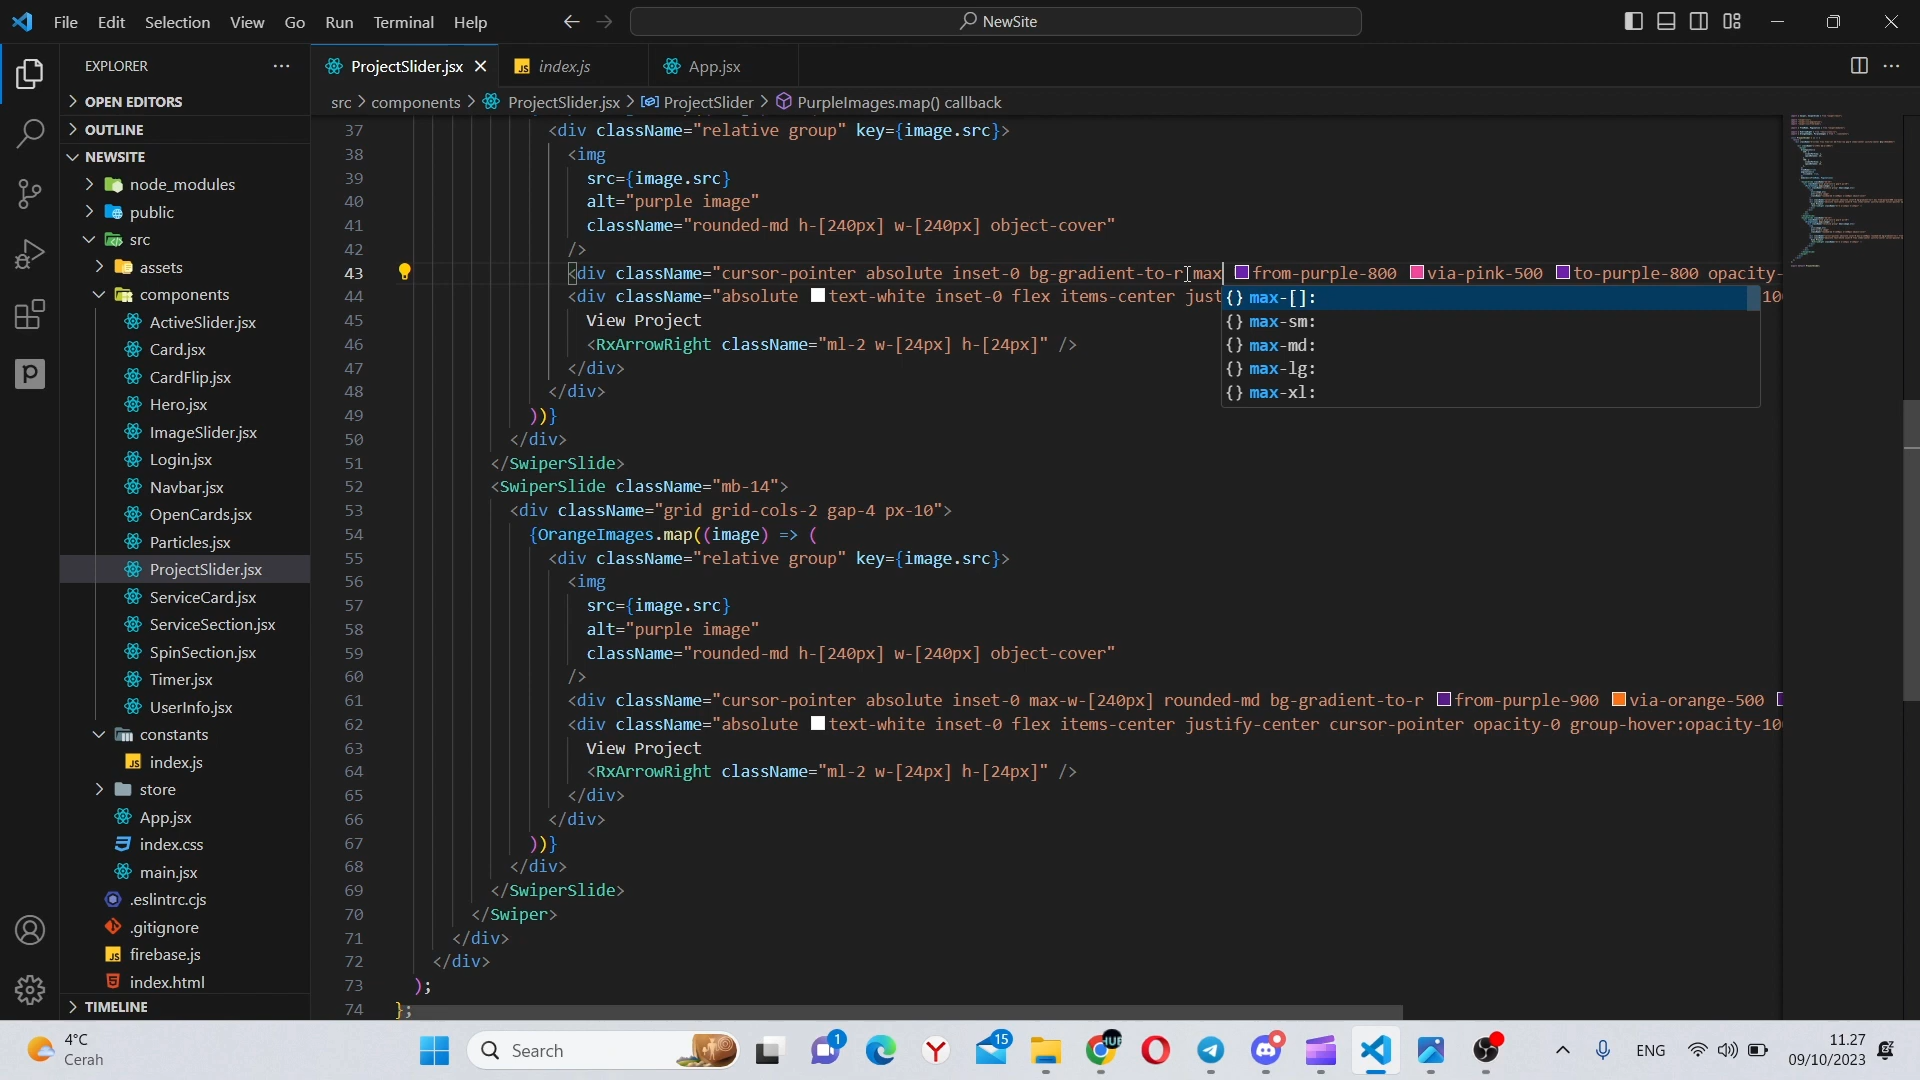 File Edit Selection View Go Run Terminal Help
NewSite
EXPLORER
OPEN EDITORS
OUTLINE
NEWSITE
node_modules
public
src
assets
components
ActiveSlider.jsx
Card.jsx
CardFlip.jsx
Hero.jsx
ImageSlider.jsx
Login.jsx
Navbar.jsx
OpenCards.jsx
Particles.jsx
ProjectSlider.jsx
ServiceCard.jsx
ServiceSection.jsx
SpinSection.jsx
Timer.jsx
UserInfo.jsx
constants
JS index.js
store
App.jsx
index.css
main.jsx
.eslintrc.cjs
.gitignore
JS firebase.js
index.html
TIMELINE
ProjectSlider.jsx JS index.js App.jsx
src > components > ProjectSlider.jsx > ProjectSlider > PurpleImages.map() callback
37 <div className="relative group" key={image.src}>
38 <img
39 src={image.src}
40 alt="purple image"
41 className="rounded-md h-[240px] w-[240px] object-cover"
42 />
43 <div className="cursor-pointer absolute inset-0 bg-gradient-to-r max from-purple-800 via-pink-500 to-purple-800 opacity-
44 <div className="absolute text-white inset-0 flex items-center just 10
{} max-[]:
45 View Project
{} max-sm:
46 <RxArrowRight className="ml-2 w-[24px] h-[24px]" />
{} max-md:
47 </div>
{} max-lg:
48 </div>
{} max-xl:
49 ))}
50 </div>
51 </SwiperSlide>
52 <SwiperSlide className="mb-14">
53 <div className="grid grid-cols-2 gap-4 px-10">
54 {OrangeImages.map((image) => (
55 <div className="relative group" key={image.src}>
56 <img
57 src={image.src}
58 alt="purple image"
59 className="rounded-md h-[240px] w-[240px] object-cover"
60 />
61 <div className="cursor-pointer absolute inset-0 max-w-[240px] rounded-md bg-gradient-to-r from-purple-900 via-orange-500
62 <div className="absolute text-white inset-0 flex items-center justify-center cursor-pointer opacity-0 group-hover:opacity-10
63 View Project
64 <RxArrowRight className="ml-2 w-[24px] h-[24px]" />
65 </div>
66 </div>
67 ))}
68 </div>
69 </SwiperSlide>
70 </Swiper>
71 </div>
72 </div>
73 );
74 };
4°C
Cerah
Search
1
15
ENG
11.27
09/10/2023